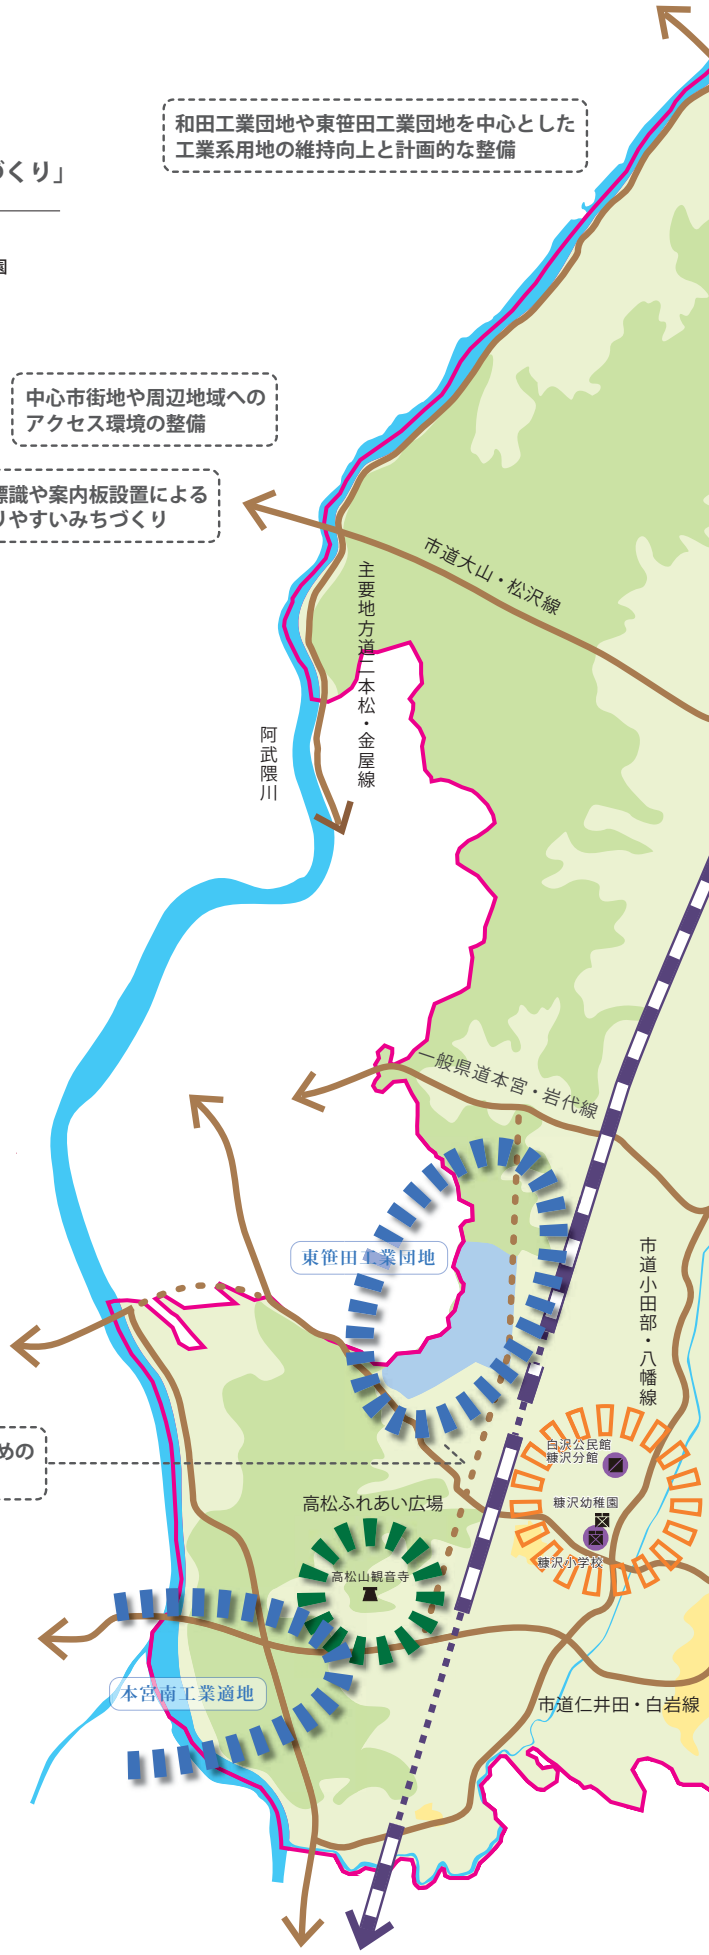 和田工業団地や東笹田工業団地を中心とした
工業系用地の維持向上と計画的な整備
づくり」
園
中心市街地や周辺地域への
アクセス環境の整備
標識や案内板設置による
りやすいみちづくり
市道大山・松沢線
主要地方道二本松・金屋線
阿武隈川
一般県道本宮・岩代線
東笹田工業団地
市道小田部・八幡線
めの
白沢公民館
糠沢分館
高松ふれあい広場
糠沢幼稚園
糠沢小学校
高松山観音寺
本宮南工業適地
市道仁井田・白岩線